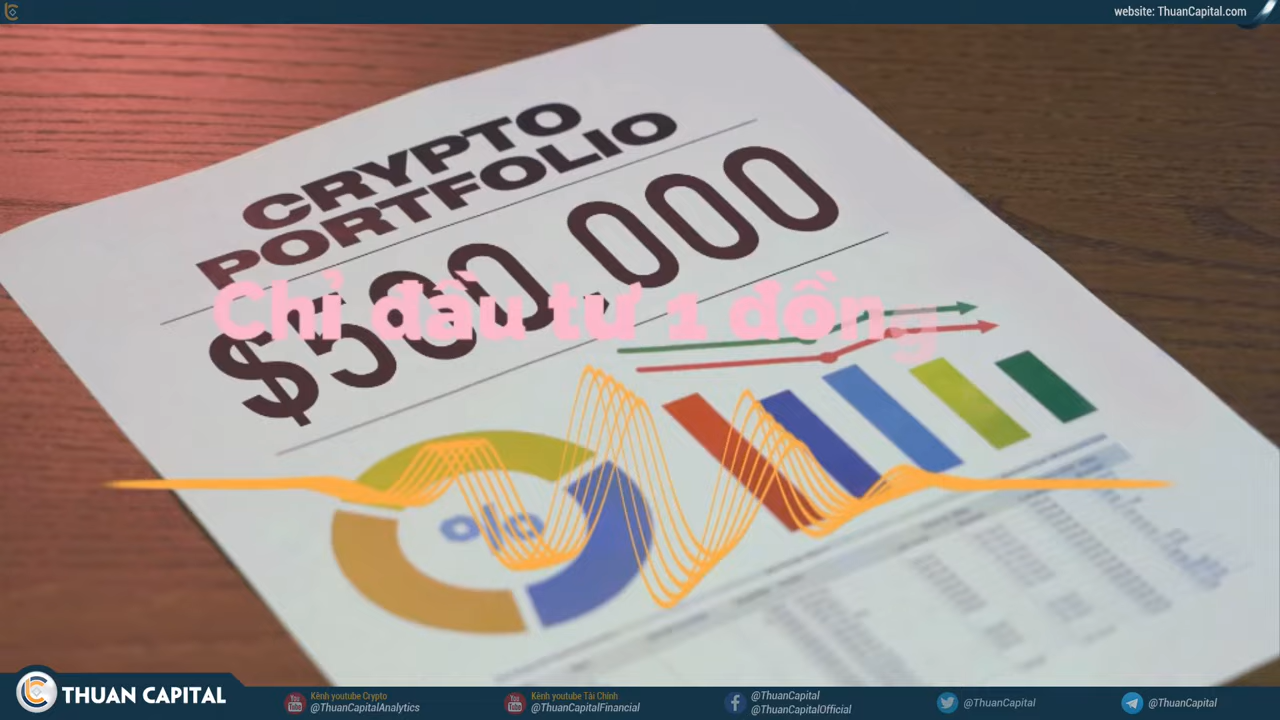 website: ThuanCapital.com
CRYPTO
PORTFOLIO
$500,000
Chỉ đầu tư 1 đồng
%
THUAN CAPITAL
Kênh youtube Crypto
@ThuanCapitalAnalytics
Kênh youtube Tài Chính
@ThuanCapitalFinancial
@ThuanCapital
@ThuanCapitalOfficial
@ThuanCapital
@ThuanCapital